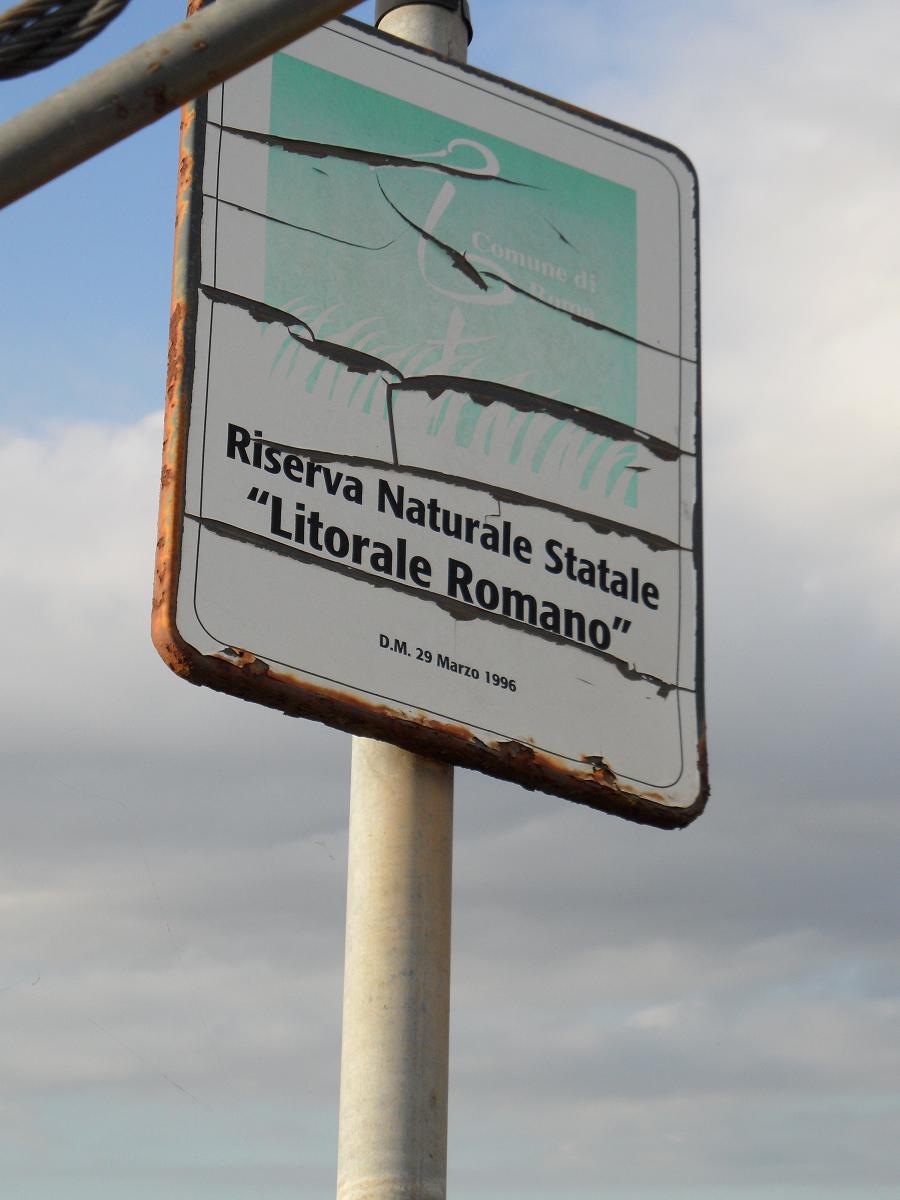 Comune di
Roma
Riserva Naturale Statale
“Litorale Romano”
D.M. 29 Marzo 1996